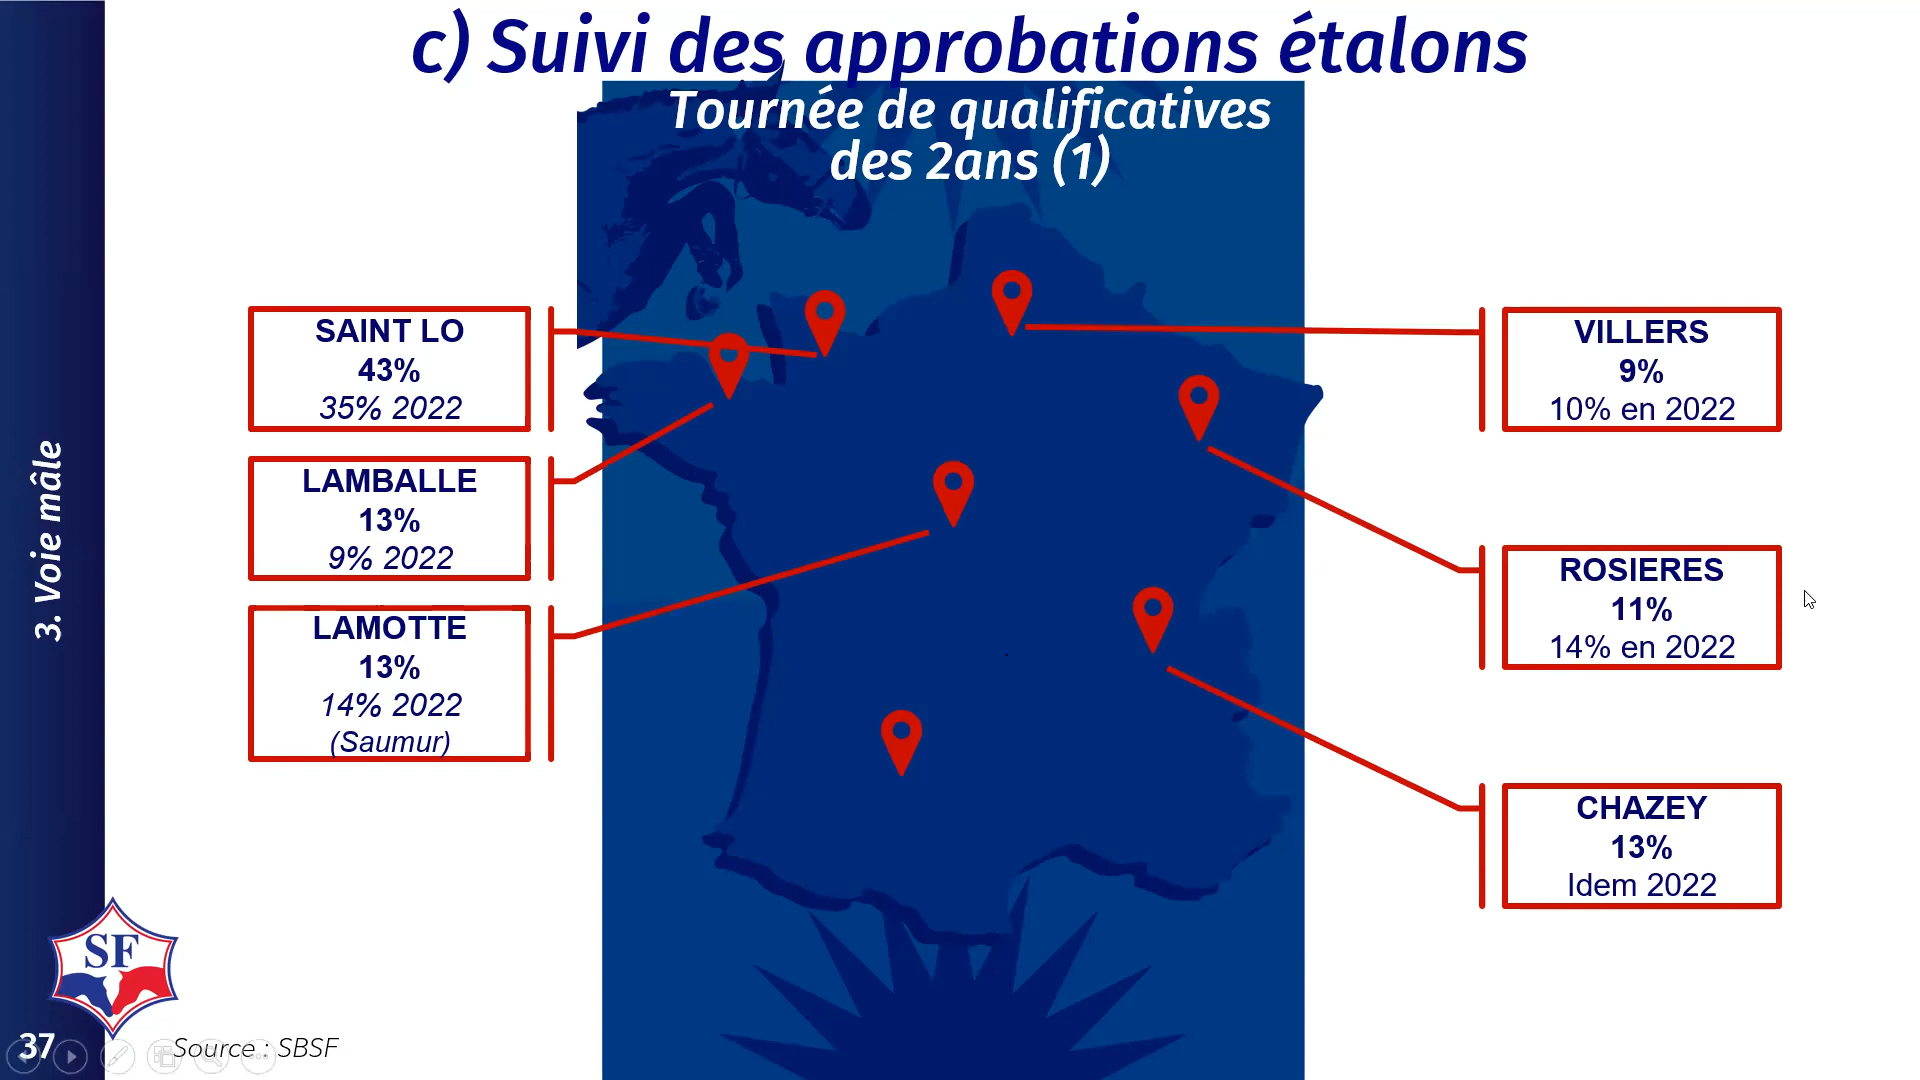 c) Suivi des approbations étalons
Tournée de qualificatives
des 2ans (1)
SAINT LO
43%
35% 2022
LAMBALLE
13%
9% 2022
LAMOTTE
13%
14% 2022
(Saumur)
VILLERS
9%
10% en 2022
ROSIERES
11%
14% en 2022
CHAZEY
13%
Idem 2022
3. Voie mâle
SF
37
Source : SBSF